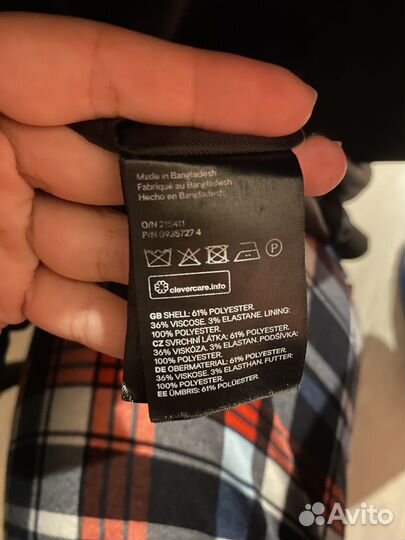 Made in Bangladesh
Fabriqué au Bangladesh
Hecho en Bangladesh
O/N 215411
P/N 0935727 4
P
clevercare.info
GB SHELL: 61% POLYESTER.
36% VISCOSE. 3% ELASTANE. LINING:
100% POLYESTER.
CZ SVRCHNÍ LÁTKA: 61% POLYESTER.
36% VISKÓZA. 3% ELASTAN. PODŠÍVKA:
100% POLYESTER.
DE OBERMATERIAL: 61% POLYESTER.
36% VISKOSE. 3% ELASTHAN. FUTTER:
100% POLYESTER.
EE ÜMBRIS: 61% POLÜESTER.
Avito